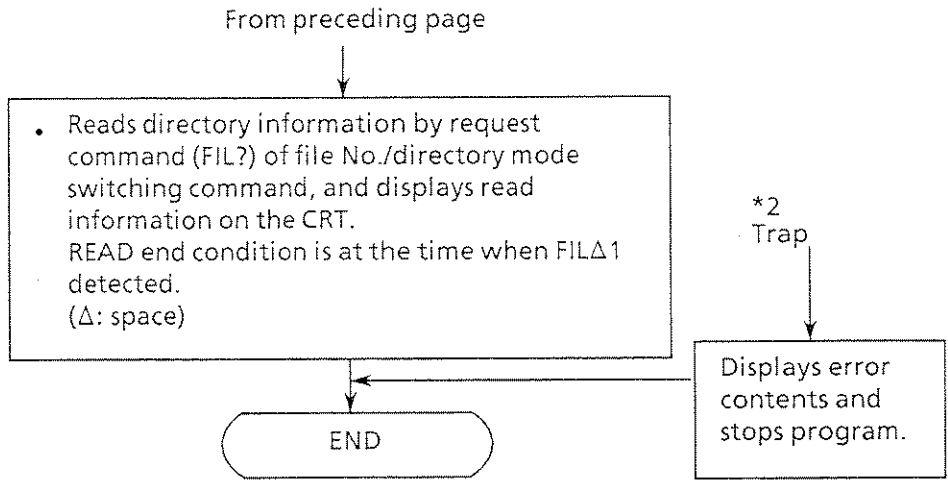 From preceding page
• Reads directory information by request
command (FIL?) of file No./directory mode
switching command, and displays read
information on the CRT.
READ end condition is at the time when FIL∆1
detected.
(∆: space)
*2
Trap
Displays error
contents and
stops program.
END